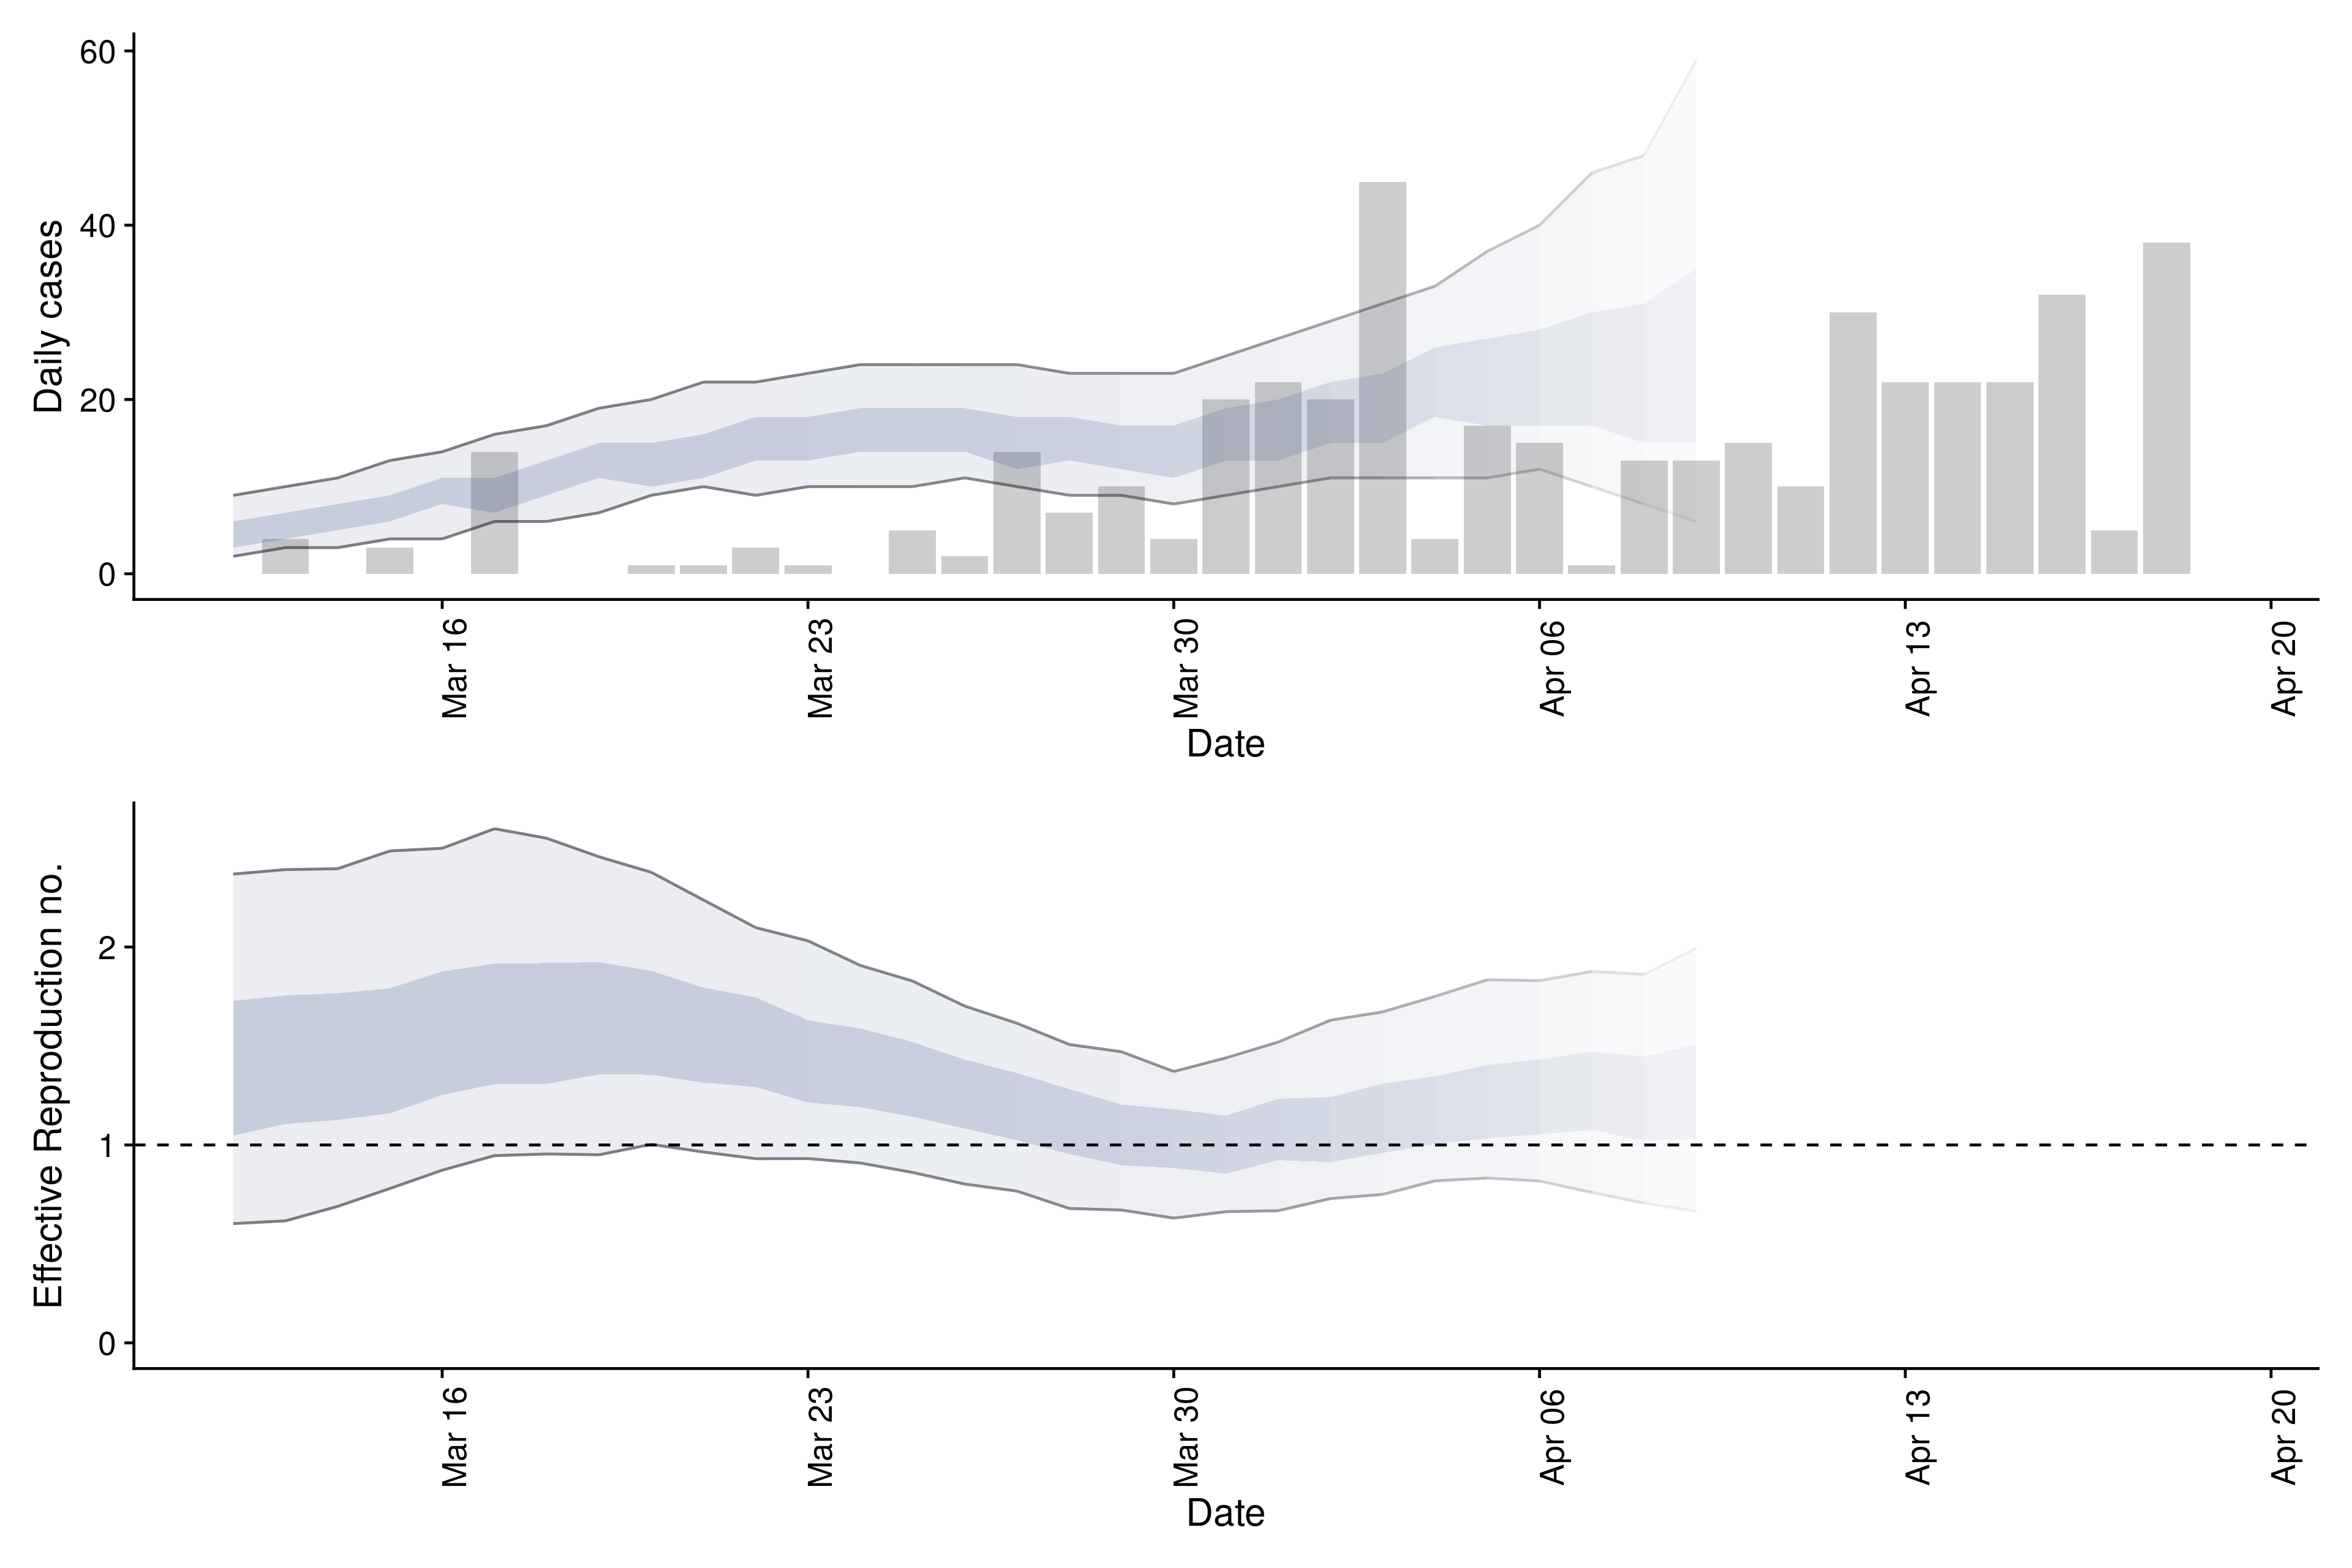 60
40
20
0
Daily cases
Mar 16
Mar 23
Mar 30
Apr 06
Apr 13
Apr 20
Date
2
1
0
Effective Reproduction no.
Mar 16
Mar 23
Mar 30
Apr 06
Apr 13
Apr 20
Date